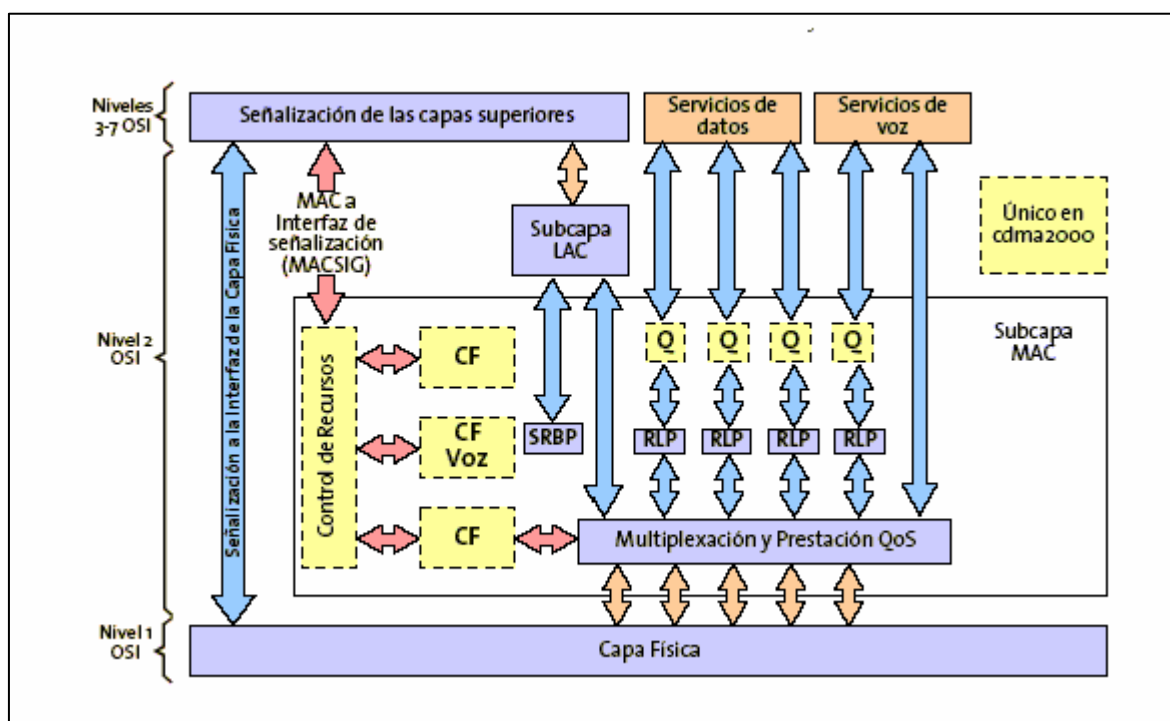 Niveles
3-7 OSI
Señalización de las capas superiores
Servicios de
datos
Servicios de
voz
MAC a
Interfaz de
señalización
(MACSIG)
Subcapa
LAC
Único en
cdma2000
Señalización a la Interfaz de la Capa Física
Nivel 2
OSI
Control de Recursos
CF
Q
Q
Q
Q
Subcapa
MAC
CF
Voz
SRBP
RLP
RLP
RLP
RLP
CF
Multiplexación y Prestación QoS
Nivel 1
OSI
Capa Física